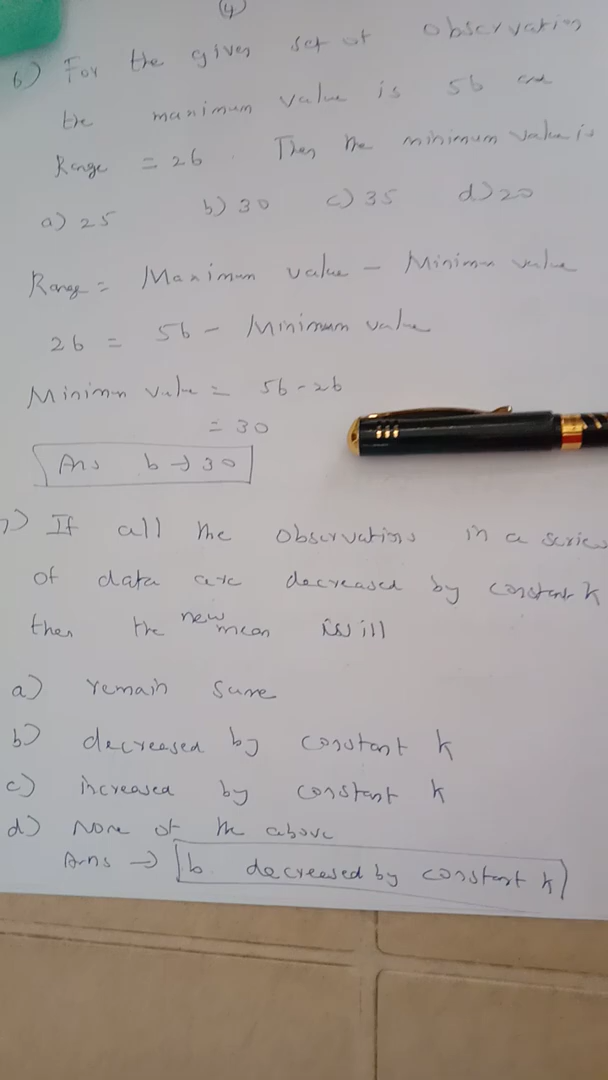 (4)
6) For the given set of observation
the maximum value is 56 and
Range = 26. Then the minimum value is
a) 25 b) 30 c) 35 d) 20
Range = Maximum value - Minimum value
26 = 56 - Minimum value
Minimum value = 56-26
= 30
Ans b → 30
7) If all the observations in a series
of data are decreased by constant k
then the new mean will
a) remain same
b) decreased by constant k
c) increased by constant k
d) None of the above
Ans → b. decreased by constant k